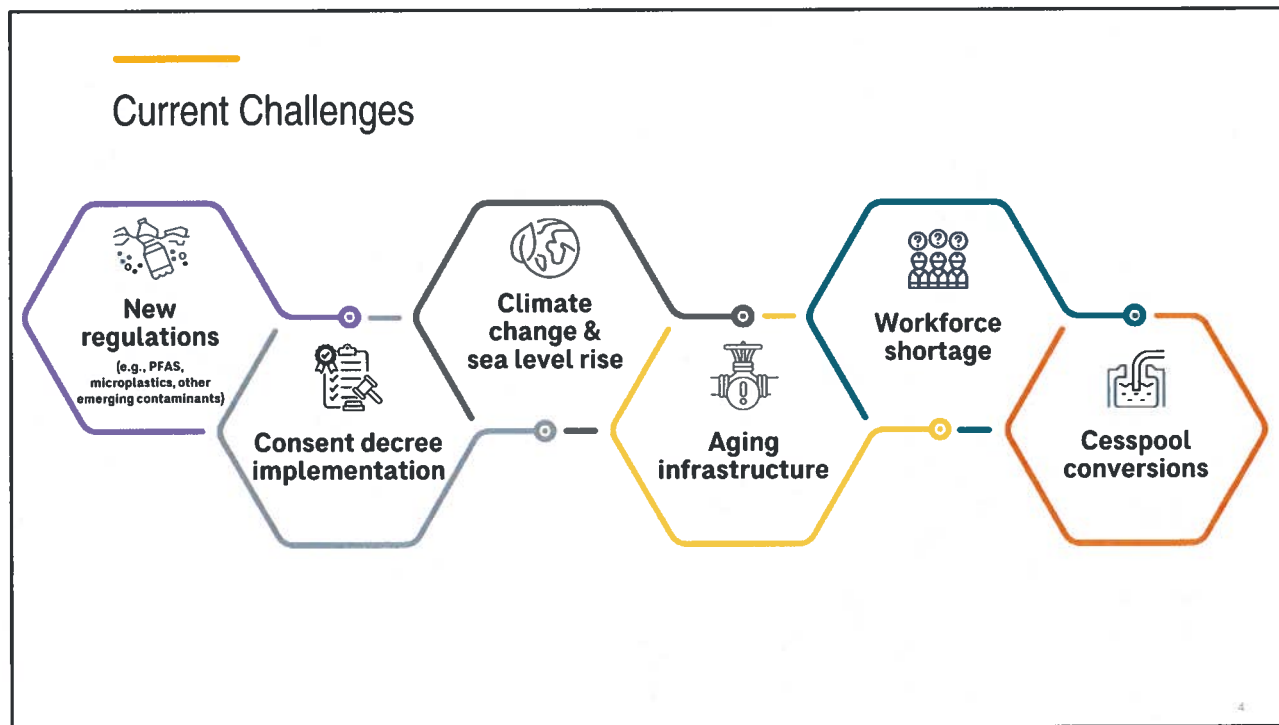 Current Challenges
New
regulations
(e.g., PFAS,
microplastics, other
emerging contaminants)
Consent decree
implementation
Climate
change &
sea level rise
Aging
infrastructure
? ? ?
Workforce
shortage
Cesspool
conversions
4